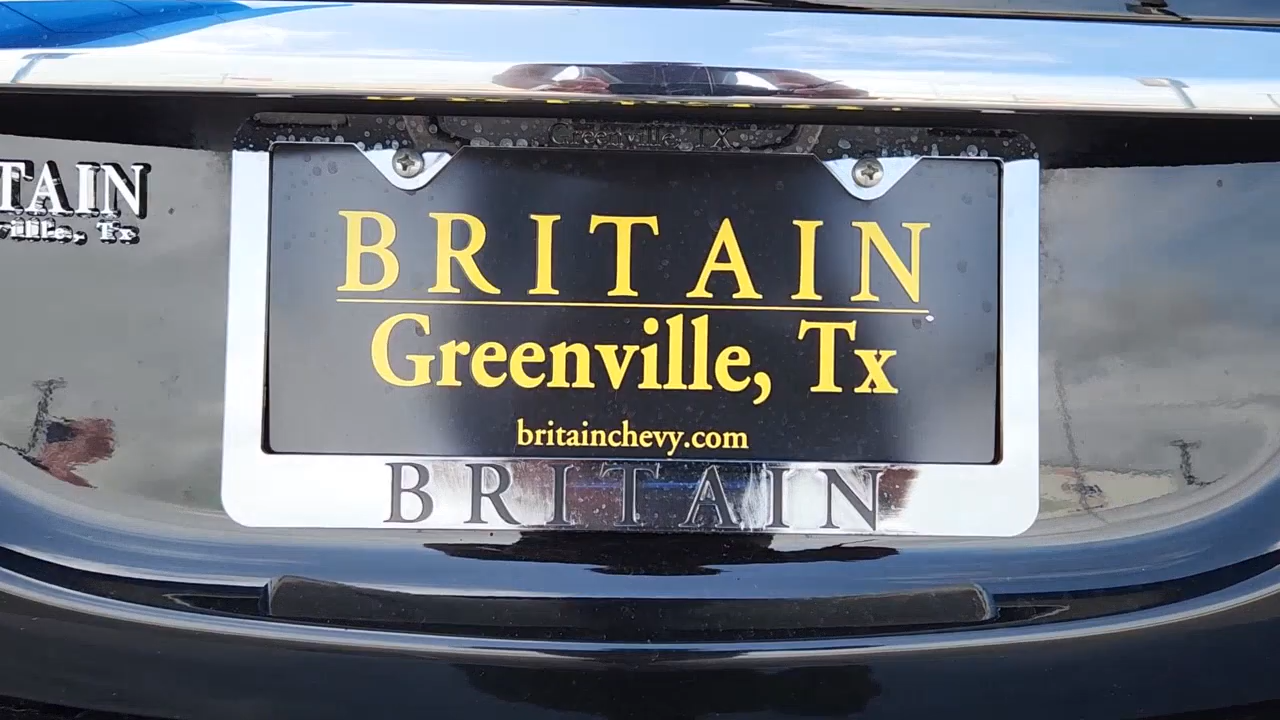 Greenville, TX
TAIN
ville, Tx
BRITAIN
Greenville, Tx
britainchevy.com
BRITAIN